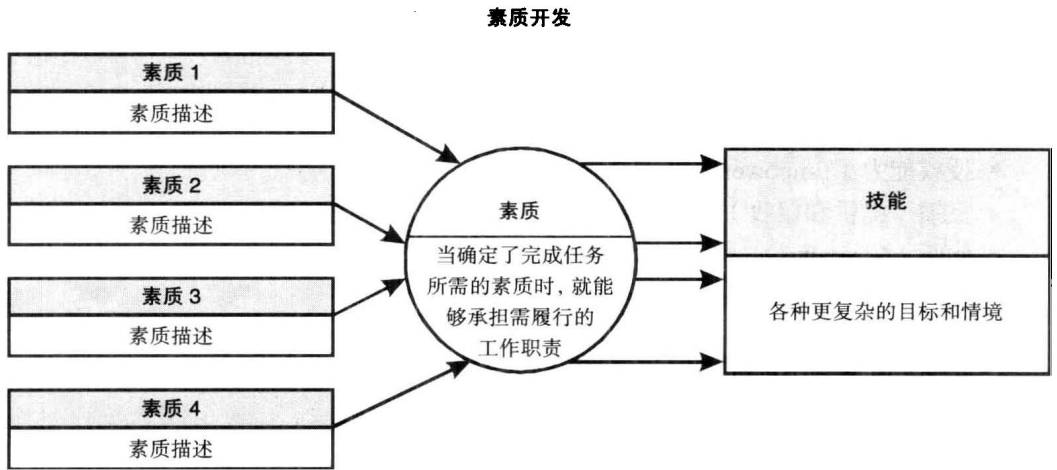 素质开发
素质 1
素质描述
素质 2
素质描述
素质 3
素质描述
素质 4
素质描述
素质
当确定了完成任务
所需的素质时，就能
够承担需履行的
工作职责
技能
各种更复杂的目标和情境